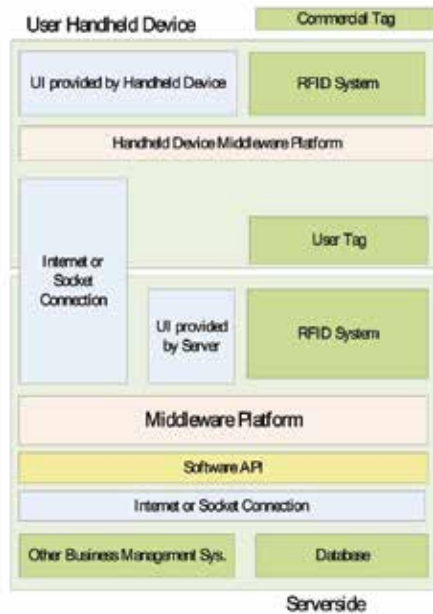 User Handheld Device
Commercial Tag
UI provided by Handheld Device
RFID System
Handheld Device Middleware Platform
Internet or
Socket
Connection
User Tag
UI provided
by Server
RFID System
Middleware Platform
Software API
Internet or Socket Connection
Other Business Management Sys.
Database
Serverside